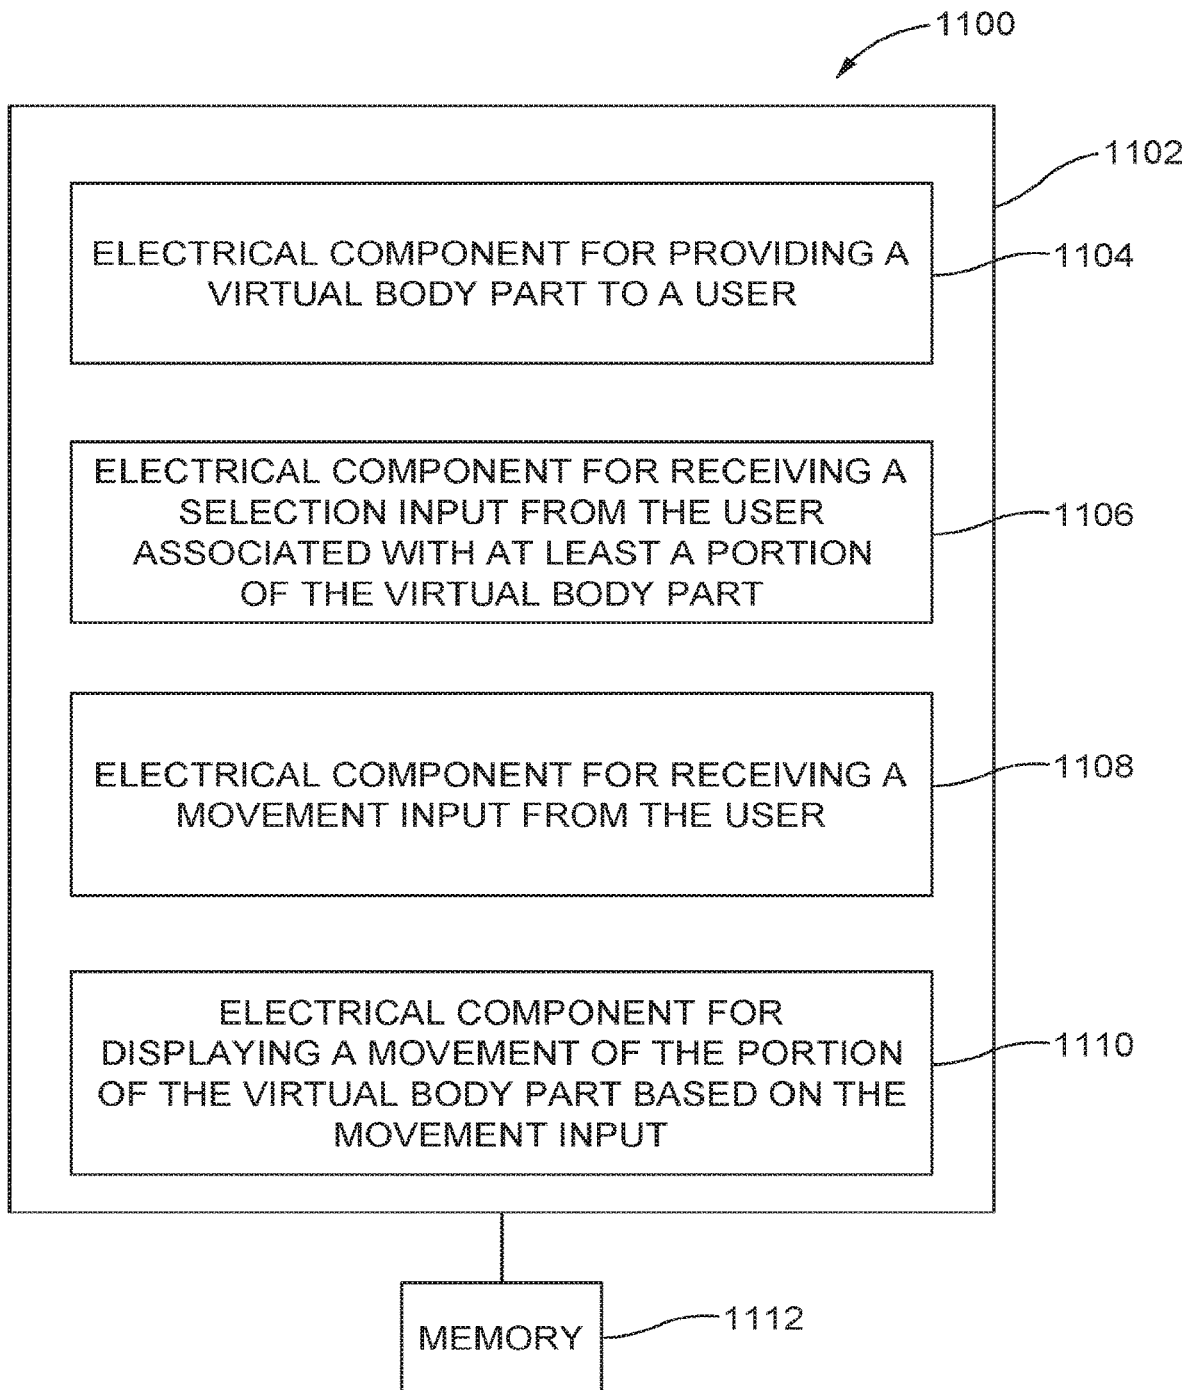 1100
1102
ELECTRICAL COMPONENT FOR PROVIDING A
VIRTUAL BODY PART TO A USER
1104
ELECTRICAL COMPONENT FOR RECEIVING A
SELECTION INPUT FROM THE USER
ASSOCIATED WITH AT LEAST A PORTION
OF THE VIRTUAL BODY PART
1106
ELECTRICAL COMPONENT FOR RECEIVING A
MOVEMENT INPUT FROM THE USER
1108
ELECTRICAL COMPONENT FOR
DISPLAYING A MOVEMENT OF THE PORTION
OF THE VIRTUAL BODY PART BASED ON THE
MOVEMENT INPUT
1110
MEMORY
1112